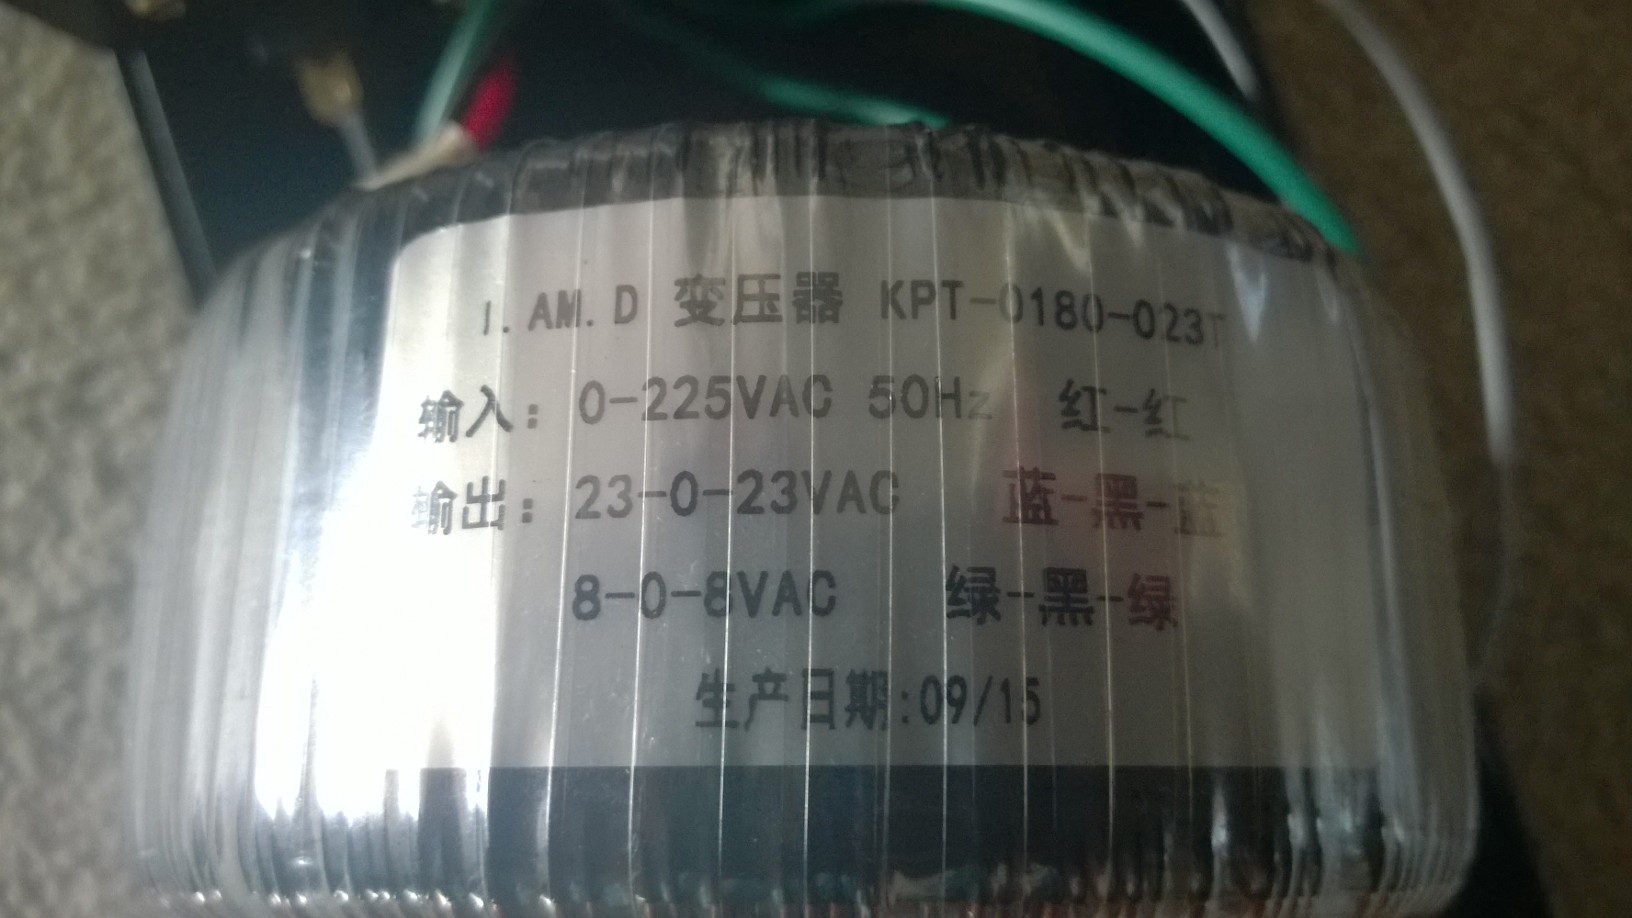 I.AM.D 变压器 KPT-0180-023T
输入: 0-225VAC 50Hz 红-红
输出: 23-0-23VAC 蓝-黑-蓝
8-0-8VAC 绿-黑-绿
生产日期:09/15